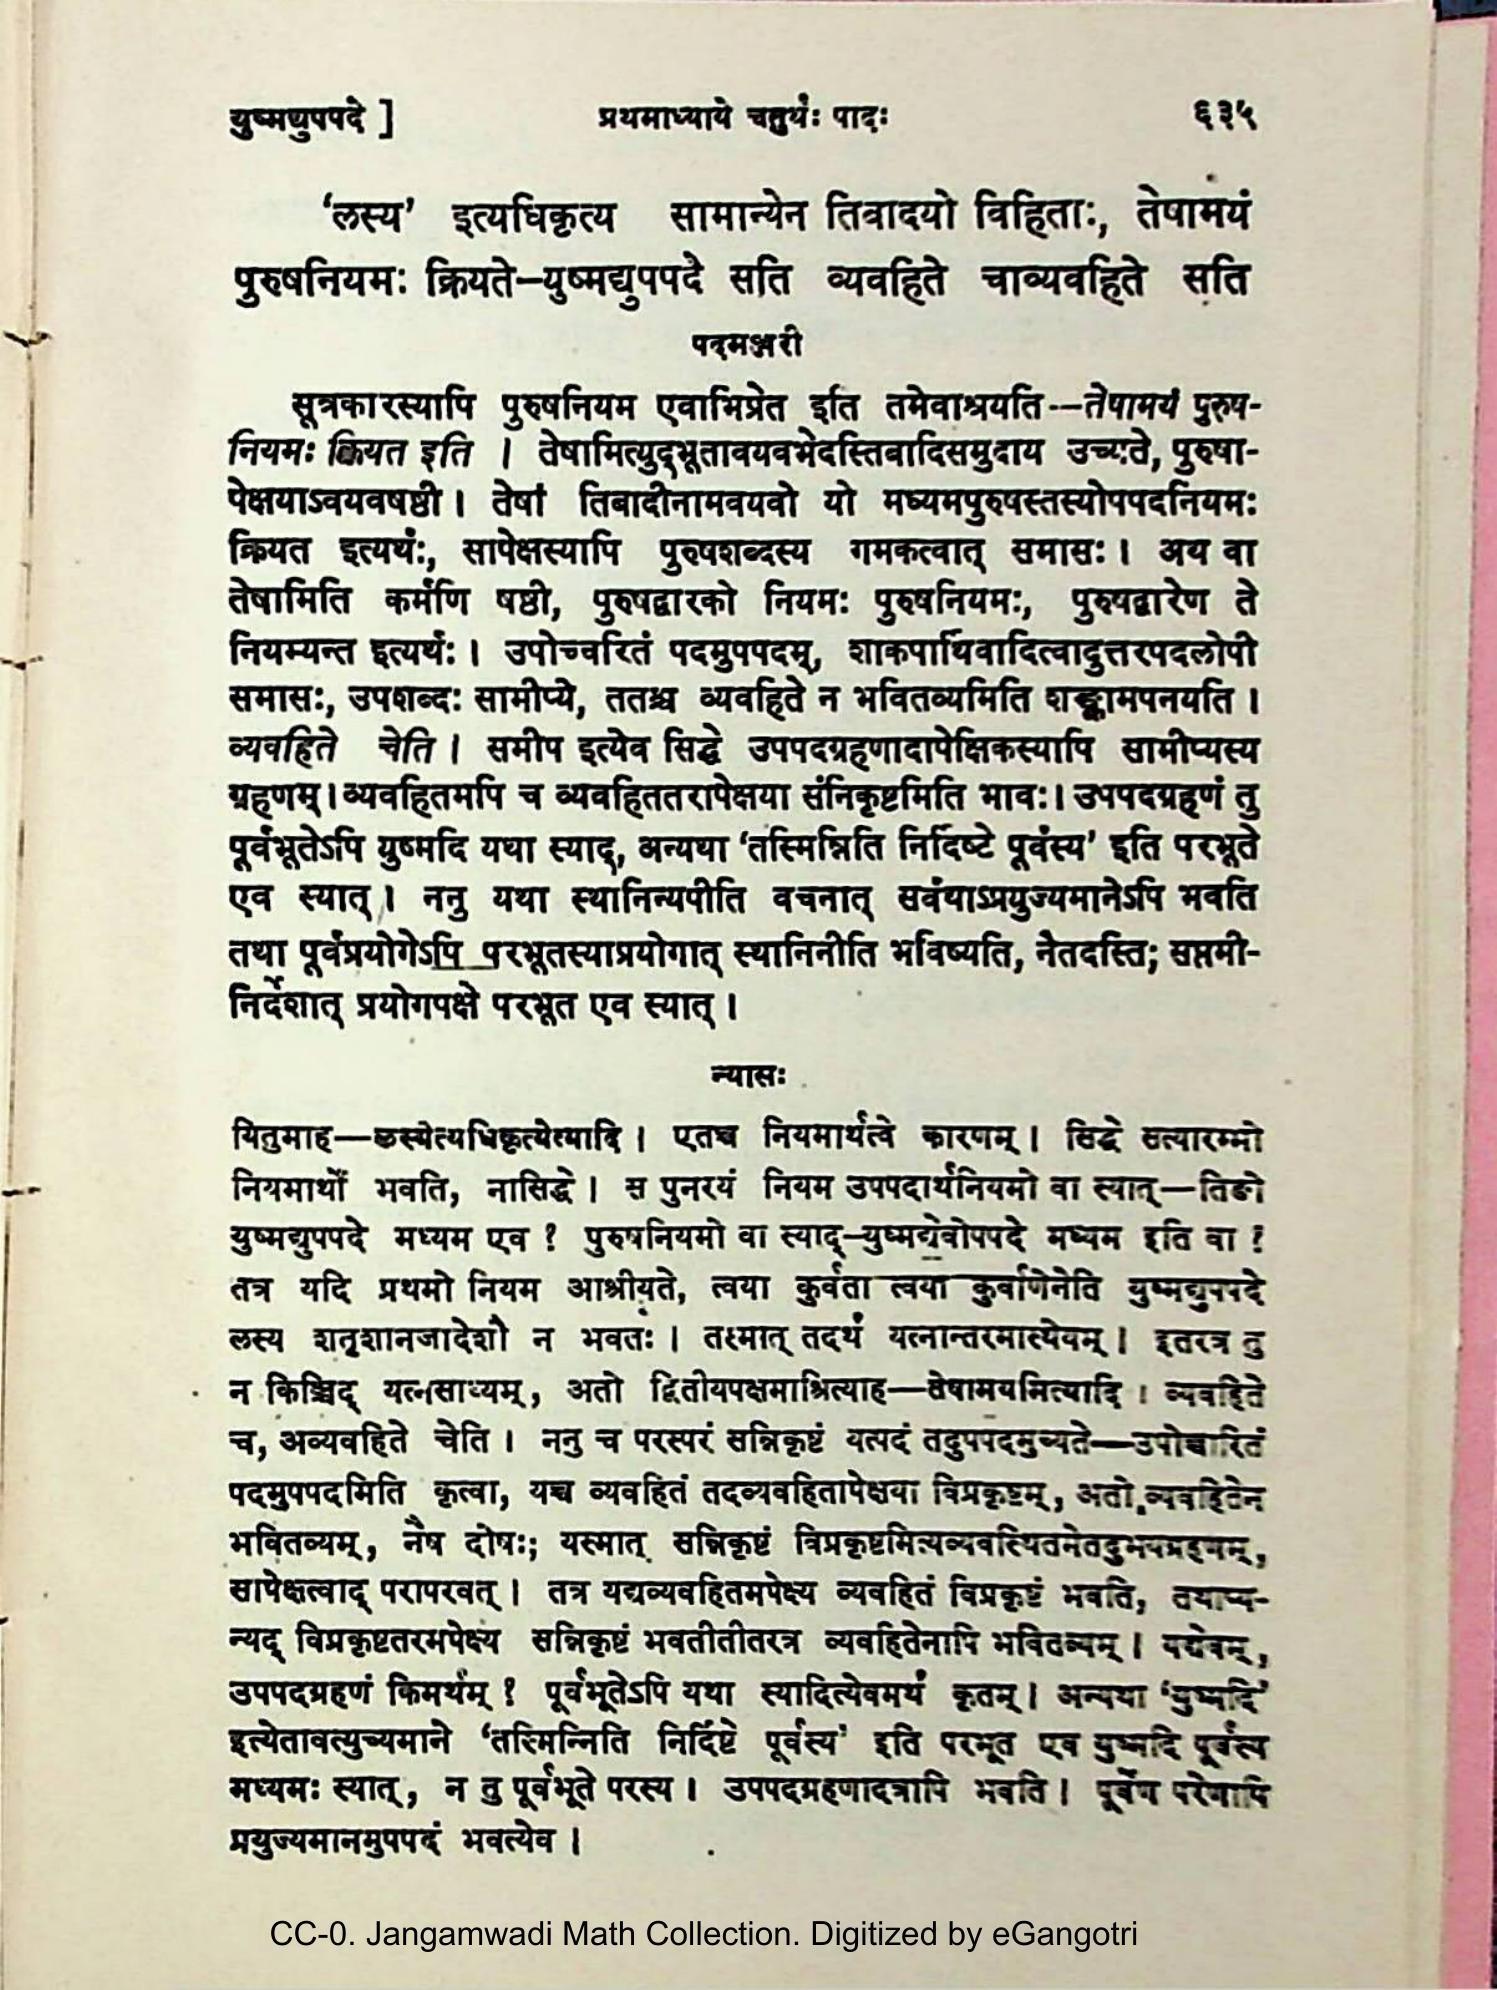 युष्मद्युपपदे ] प्रथमाध्याये चतुर्थः पादः ६३५
‘लस्य’ इत्यधिकृत्य सामान्येन तिबादयो विहिताः, तेषामयं
पुरुषनियमः क्रियते–युष्मद्युपपदे सति व्यवहिते चाव्यवहिते सति
पदमञ्जरी
सूत्रकारस्यापि पुरुषनियम एवाभिप्रेत इति तमेवाश्रयति—तेषामयं पुरुष-
नियमः क्रियत इति । तेषामित्युद्भूतावयवभेदस्तिबादिसमुदाय उच्यते, पुरुषा-
पेक्षयाऽवयवषष्ठी । तेषां तिबादीनामवयवो यो मध्यमपुरुषस्तस्योपपदनियमः
क्रियत इत्यर्थः, सापेक्षस्यापि पुरुषशब्दस्य गमकत्वात् समासः । अथ वा
तेषामिति कर्मणि षष्ठी, पुरुषद्वारको नियमः पुरुषनियमः, पुरुषद्वारेण ते
नियम्यन्त इत्यर्थः । उपोच्चरितं पदमुपपदम्, शाकपार्थिवादित्वादुत्तरपदलोपी
समासः, उपशब्दः सामीप्ये, ततश्च व्यवहिते न भवितव्यमिति शङ्कामपनयति ।
व्यवहिते चेति । समीप इत्येव सिद्धे उपपदग्रहणादापेक्षिकस्यापि सामीप्यस्य
ग्रहणम् । व्यवहितमपि च व्यवहिततरापेक्षया संनिकृष्टमिति भावः । उपपदग्रहणं तु
पूर्वभूतेऽपि युष्मदि यथा स्याद्, अन्यथा ‘तस्मिन्निति निर्दिष्टे पूर्वस्य’ इति परभूते
एव स्यात् । ननु यथा स्थानिन्यपीति वचनात् सर्वथाऽप्रयुज्यमानेऽपि भवति
तथा पूर्वप्रयोगेऽपि परभूतस्याप्रयोगात् स्थानिनीति भविष्यति, नैतदस्ति; सप्तमी-
निर्देशात् प्रयोगपक्षे परभूत एव स्यात् ।
न्यासः
यितुमाह—लस्येत्यधिकृत्येत्यादि । एतच्च नियमार्थत्वे कारणम् । सिद्धे सत्यारम्भो
नियमार्थो भवति, नासिद्धे । स पुनरयं नियम उपपदार्थनियमो वा स्यात्—तिङो
युष्मद्युपपदे मध्यम एव ? पुरुषनियमो वा स्याद्–युष्मद्येवोपपदे मध्यम इति वा ?
तत्र यदि प्रथमो नियम आश्रीयते, त्वया कुर्वता त्वया कुर्वाणेनेति युष्मद्युपपदे
लस्य शतृशानजादेशौ न भवतः । तस्मात् तदर्थं यत्नान्तरमास्थेयम् । इतरत्र तु
न किञ्चिद् यत्नसाध्यम्, अतो द्वितीयपक्षमाश्रित्याह—तेषामयमित्यादि । व्यवहिते
च, अव्यवहिते चेति । ननु च परस्परं सन्निकृष्टं यत्पदं तदुपपदमुच्यते—उपोच्चारितं
पदमुपपदमिति कृत्वा, यच्च व्यवहितं तदव्यवहितापेक्षया विप्रकृष्टम्, अतो व्यवहितेन
भवितव्यम्, नैष दोषः; यस्मात् सन्निकृष्टं विप्रकृष्टमित्यव्यवस्थितमेतदुभयग्रहणम्,
सापेक्षत्वाद् परापरवत् । तत्र यद्यव्यवहितमपेक्ष्य व्यवहितं विप्रकृष्टं भवति, तथाप्य-
न्यद् विप्रकृष्टतरमपेक्ष्य सन्निकृष्टं भवतीतीतरत्र व्यवहितेनापि भवितव्यम् । यद्येवम्,
उपपदग्रहणं किमर्थम् ? पूर्वभूतेऽपि यथा स्यादित्येवमर्थं कृतम् । अन्यथा ‘युष्मदि’
इत्येतावत्युच्यमाने ‘तस्मिन्निति निर्दिष्टे पूर्वस्य’ इति परभूत एव युष्मदि पूर्वस्य
मध्यमः स्यात्, न तु पूर्वभूते परस्य । उपपदग्रहणादत्रापि भवति । पूर्वेण परेणापि
प्रयुज्यमानमुपपदं भवत्येव ।
CC-0. Jangamwadi Math Collection. Digitized by eGangotri